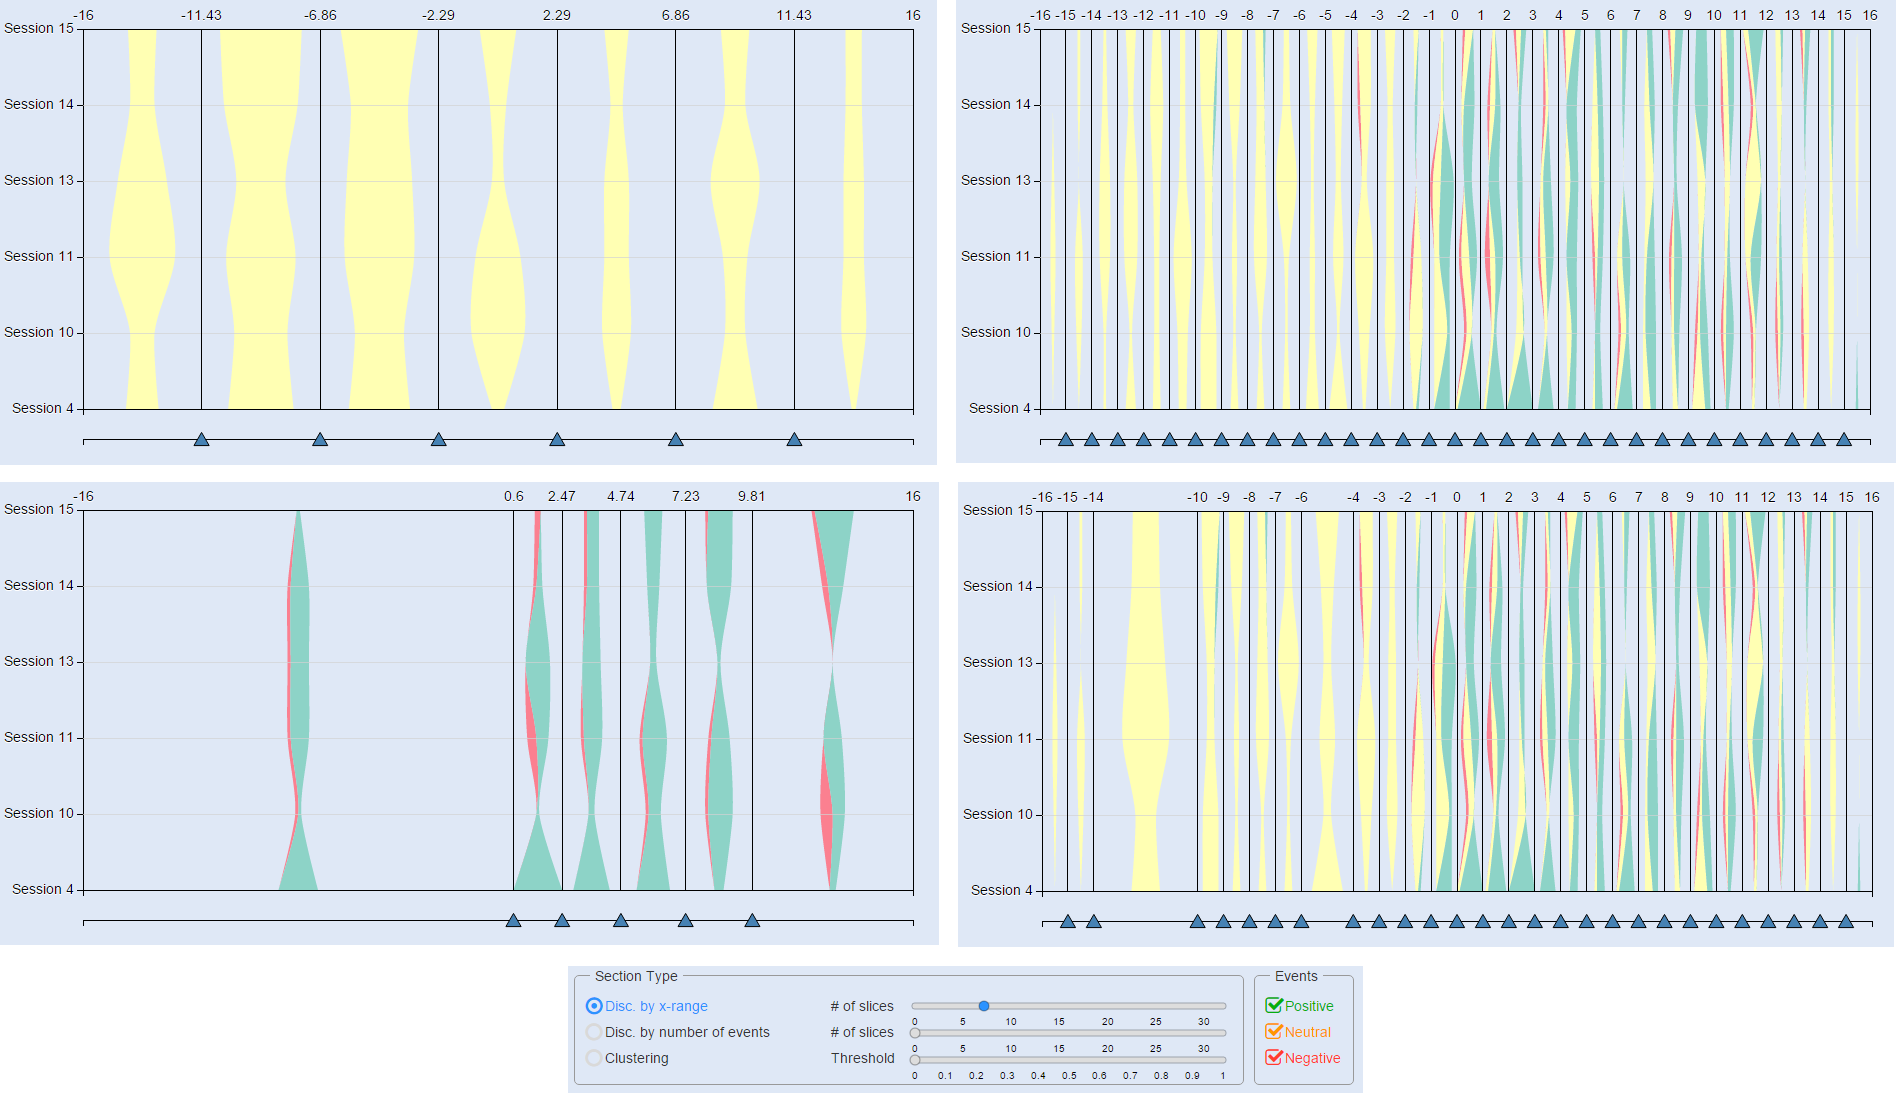 -16 -11.43 -6.86 -2.29 2.29 6.86 11.43 16
Session 15
Session 14
Session 13
Session 11
Session 10
Session 4
-16 -15 -14 -13 -12 -11 -10 -9 -8 -7 -6 -5 -4 -3 -2 -1 0 1 2 3 4 5 6 7 8 9 10 11 12 13 14 15 16
Session 15
Session 14
Session 13
Session 11
Session 10
Session 4
-16 0.6 2.47 4.74 7.23 9.81 16
Session 15
Session 14
Session 13
Session 11
Session 10
Session 4
-16 -15 -14 -10 -9 -8 -7 -6 -4 -3 -2 -1 0 1 2 3 4 5 6 7 8 9 10 11 12 13 14 15 16
Session 15
Session 14
Session 13
Session 11
Session 10
Session 4
Section Type
Disc. by x-range # of slices
0 5 10 15 20 25 30
Disc. by number of events # of slices
0 5 10 15 20 25 30
Clustering Threshold
0 0.1 0.2 0.3 0.4 0.5 0.6 0.7 0.8 0.9 1
Events
Positive
Neutral
Negative